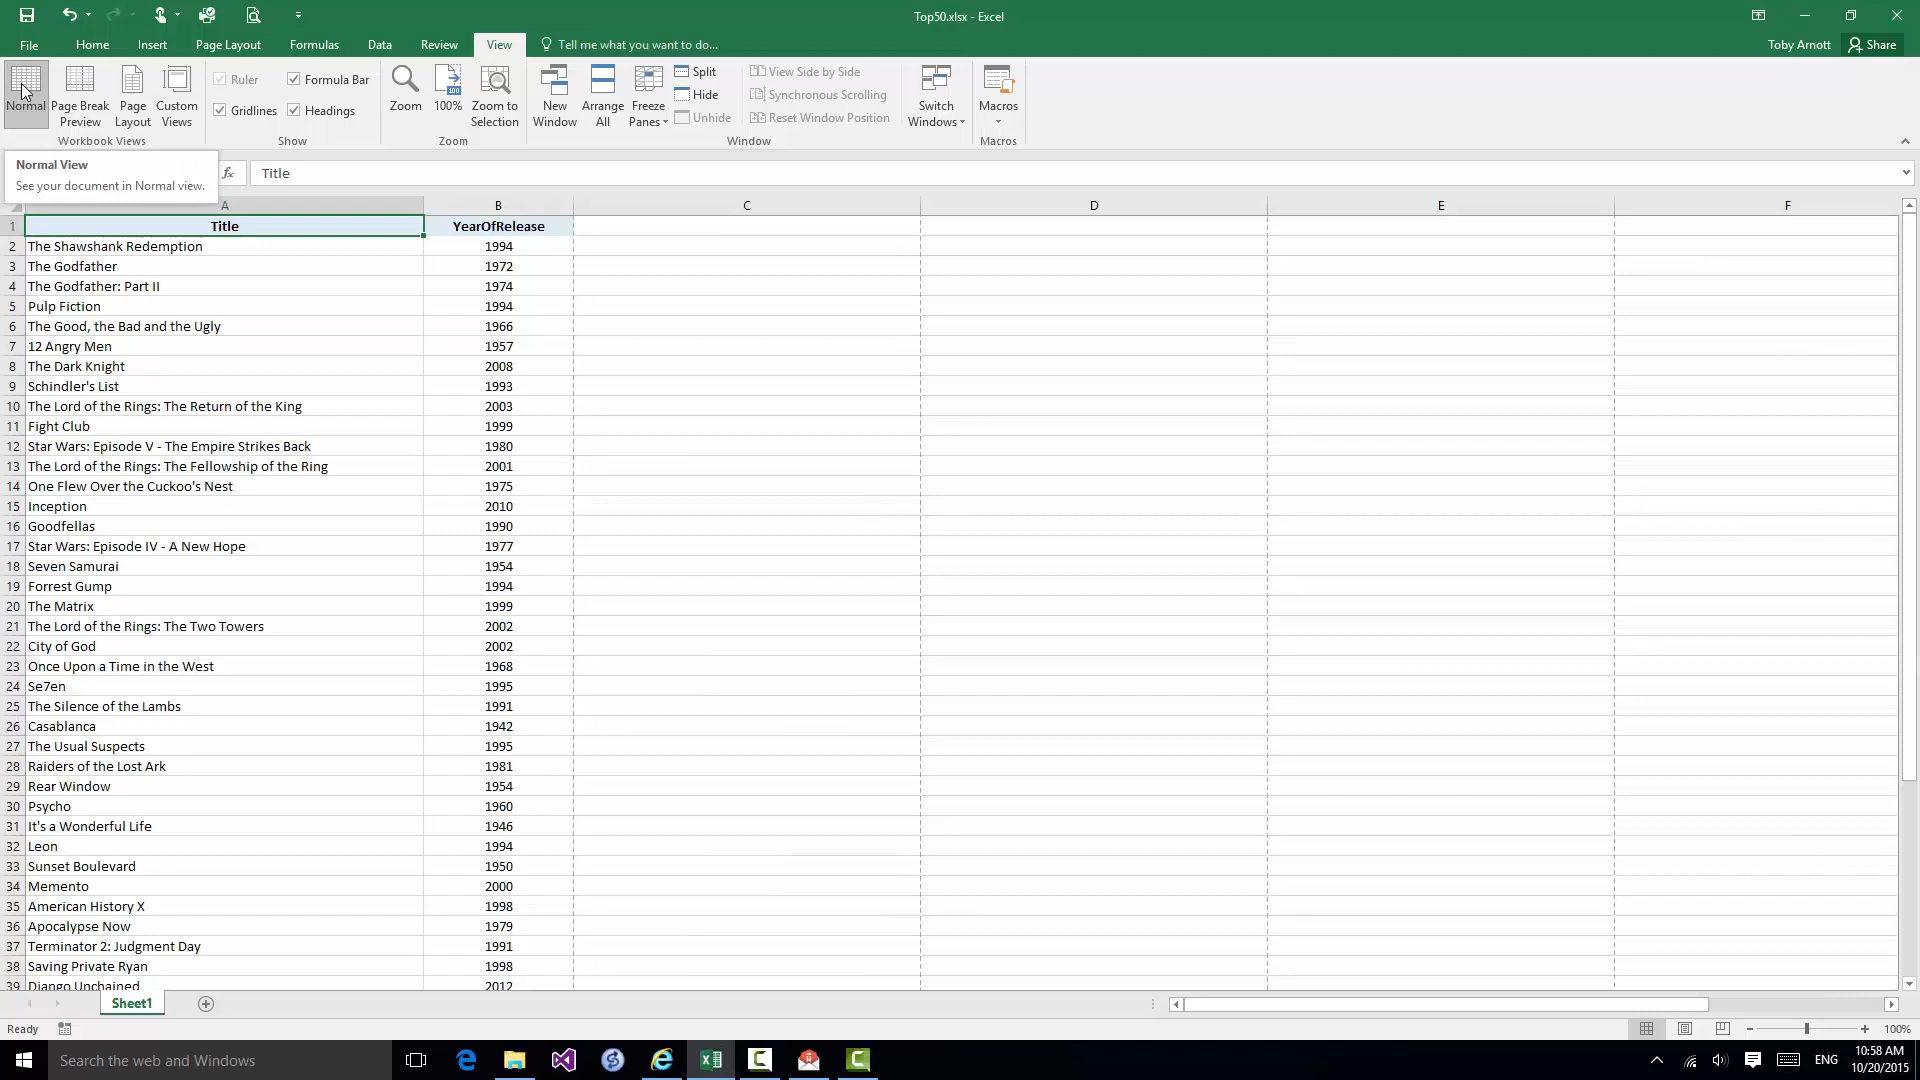 Top50.xlsx - Excel
File Home Insert Page Layout Formulas Data Review View Tell me what you want to do... Toby Arnott Share
Normal
Page Break Preview
Page Layout
Custom Views
Workbook Views
Ruler
Formula Bar
Gridlines
Headings
Show
Zoom
100
100%
Zoom to Selection
Zoom
New Window
Arrange All
Freeze Panes
Split
Hide
Unhide
View Side by Side
Synchronous Scrolling
Reset Window Position
Switch Windows
Window
Macros
Macros
Normal View
See your document in Normal view.
fx Title
A B C D E F
1 Title YearOfRelease
2 The Shawshank Redemption 1994
3 The Godfather 1972
4 The Godfather: Part II 1974
5 Pulp Fiction 1994
6 The Good, the Bad and the Ugly 1966
7 12 Angry Men 1957
8 The Dark Knight 2008
9 Schindler's List 1993
10 The Lord of the Rings: The Return of the King 2003
11 Fight Club 1999
12 Star Wars: Episode V - The Empire Strikes Back 1980
13 The Lord of the Rings: The Fellowship of the Ring 2001
14 One Flew Over the Cuckoo's Nest 1975
15 Inception 2010
16 Goodfellas 1990
17 Star Wars: Episode IV - A New Hope 1977
18 Seven Samurai 1954
19 Forrest Gump 1994
20 The Matrix 1999
21 The Lord of the Rings: The Two Towers 2002
22 City of God 2002
23 Once Upon a Time in the West 1968
24 Se7en 1995
25 The Silence of the Lambs 1991
26 Casablanca 1942
27 The Usual Suspects 1995
28 Raiders of the Lost Ark 1981
29 Rear Window 1954
30 Psycho 1960
31 It's a Wonderful Life 1946
32 Leon 1994
33 Sunset Boulevard 1950
34 Memento 2000
35 American History X 1998
36 Apocalypse Now 1979
37 Terminator 2: Judgment Day 1991
38 Saving Private Ryan 1998
39 Django Unchained 2012
Sheet1
Ready 100%
Search the web and Windows ENG 10:58 AM
10/20/2015